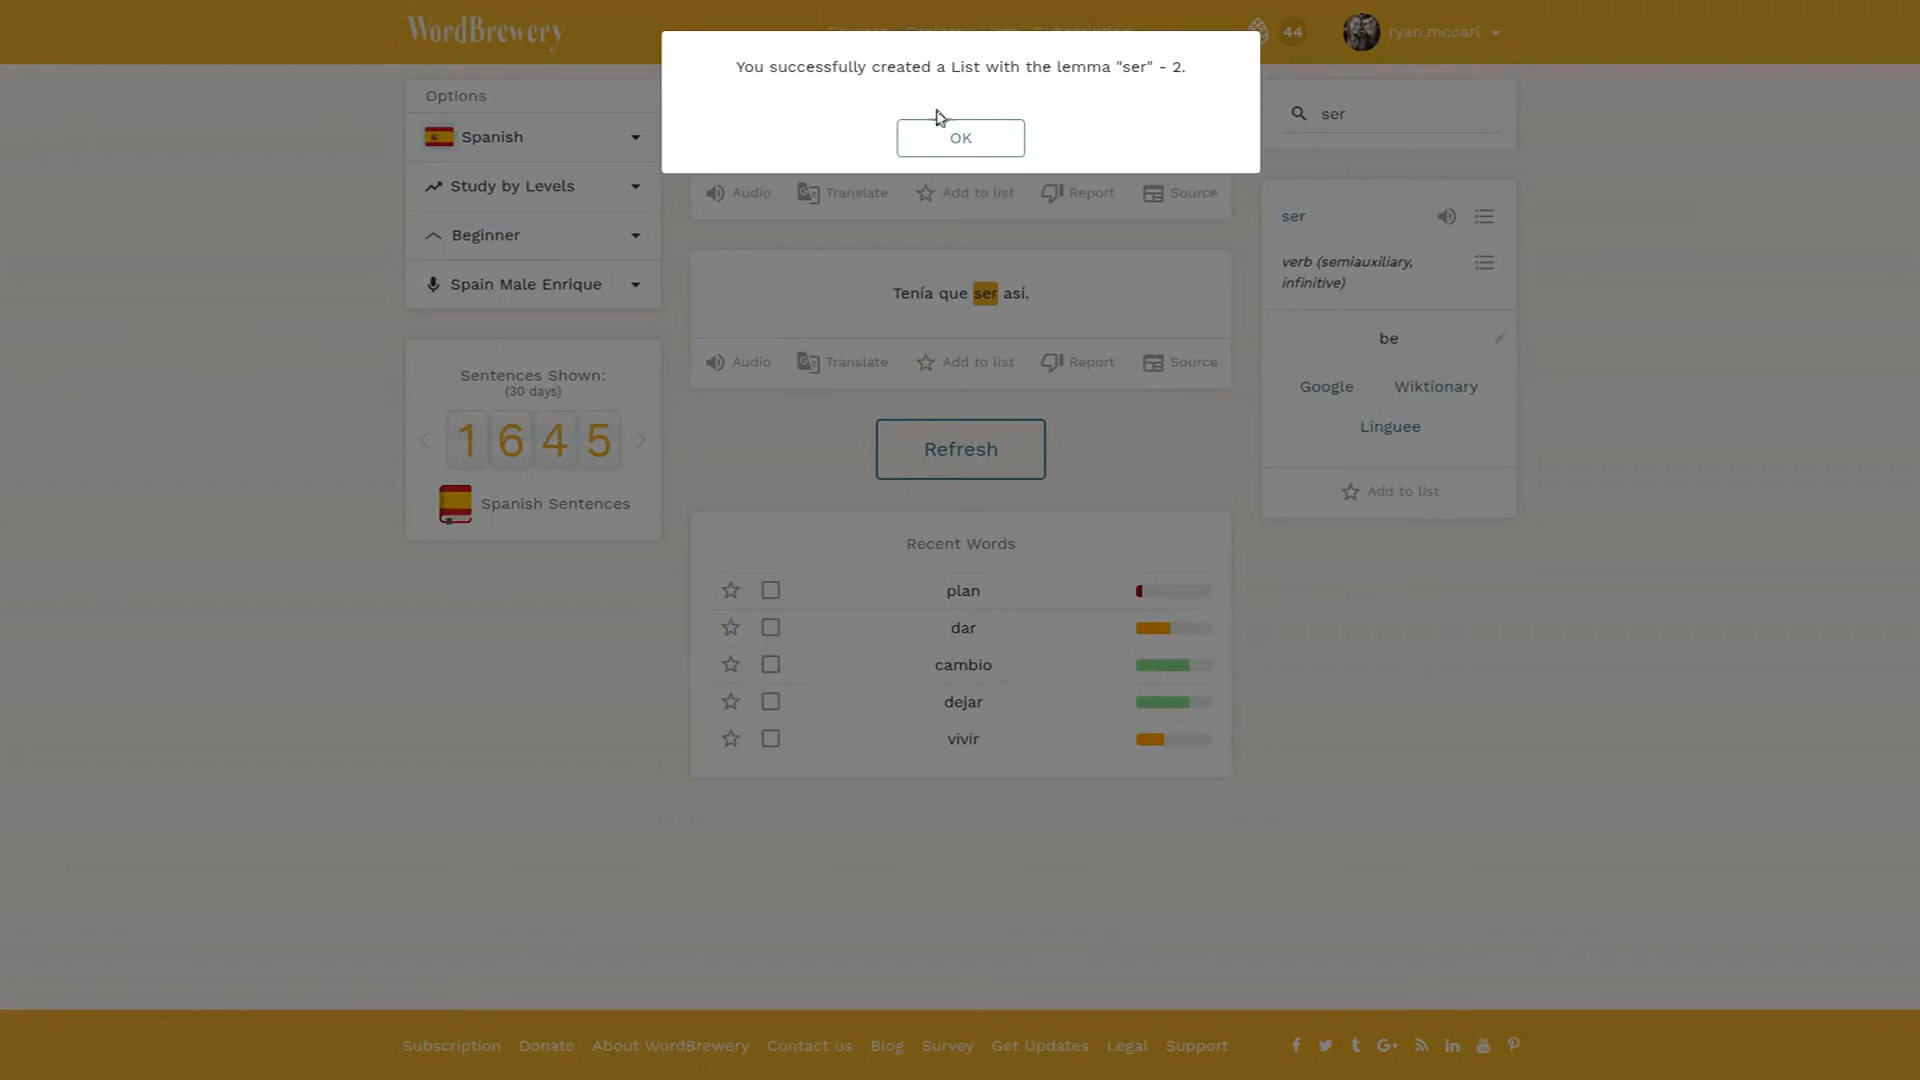 WordBrewery
44
ryan.mccarl
You successfully created a List with the lemma "ser" - 2.
OK
Options
Spanish
Study by Levels
Beginner
Spain Male Enrique
Sentences Shown:
(30 days)
1 6 4 5
Spanish Sentences
Audio Translate Add to list Report Source
Tenía que ser así.
Audio Translate Add to list Report Source
Refresh
Recent Words
plan
dar
cambio
dejar
vivir
ser
ser
verb (semiauxiliary,
infinitive)
be
Google Wiktionary
Linguee
Add to list
Subscription Donate About WordBrewery Contact us Blog Survey Get Updates Legal Support